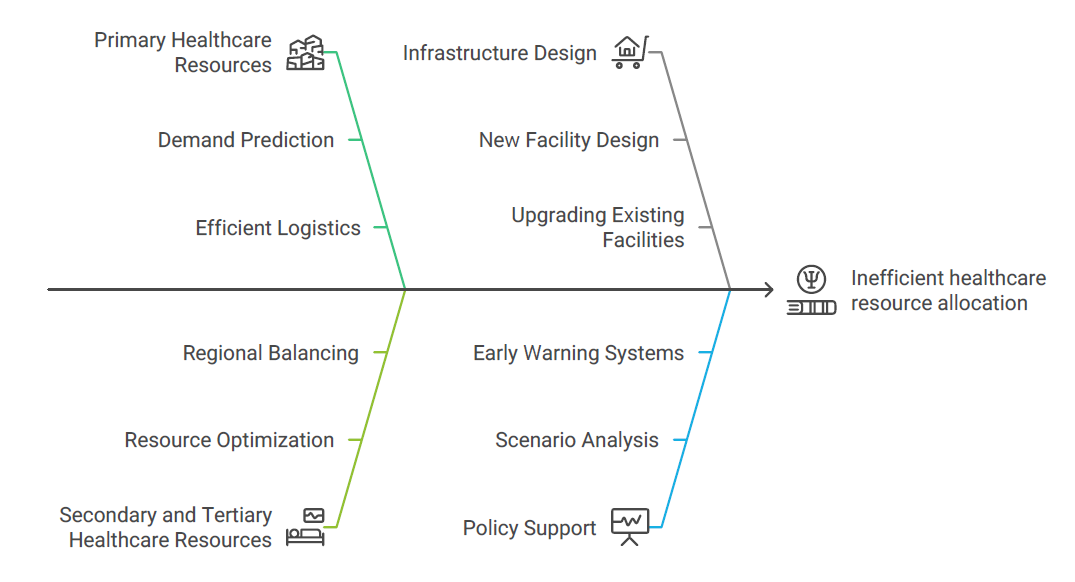 Primary Healthcare
Resources
Demand Prediction
Efficient Logistics
Infrastructure Design
New Facility Design
Upgrading Existing
Facilities
Inefficient healthcare
resource allocation
Regional Balancing
Resource Optimization
Secondary and Tertiary
Healthcare Resources
Early Warning Systems
Scenario Analysis
Policy Support